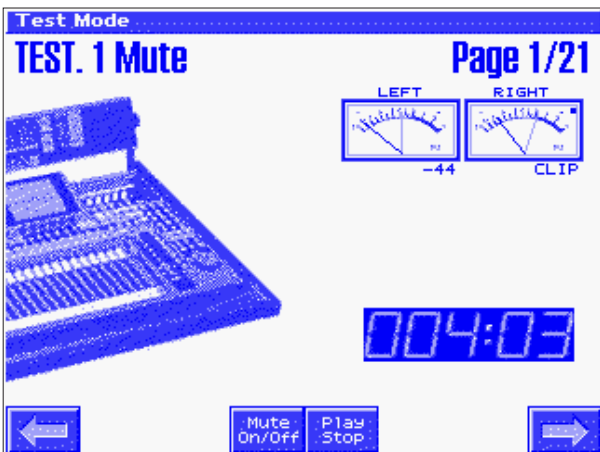 Test Mode
TEST. 1 Mute
Page 1/21
LEFT RIGHT
-44 CLIP
004:03
Mute On/Off
Play Stop